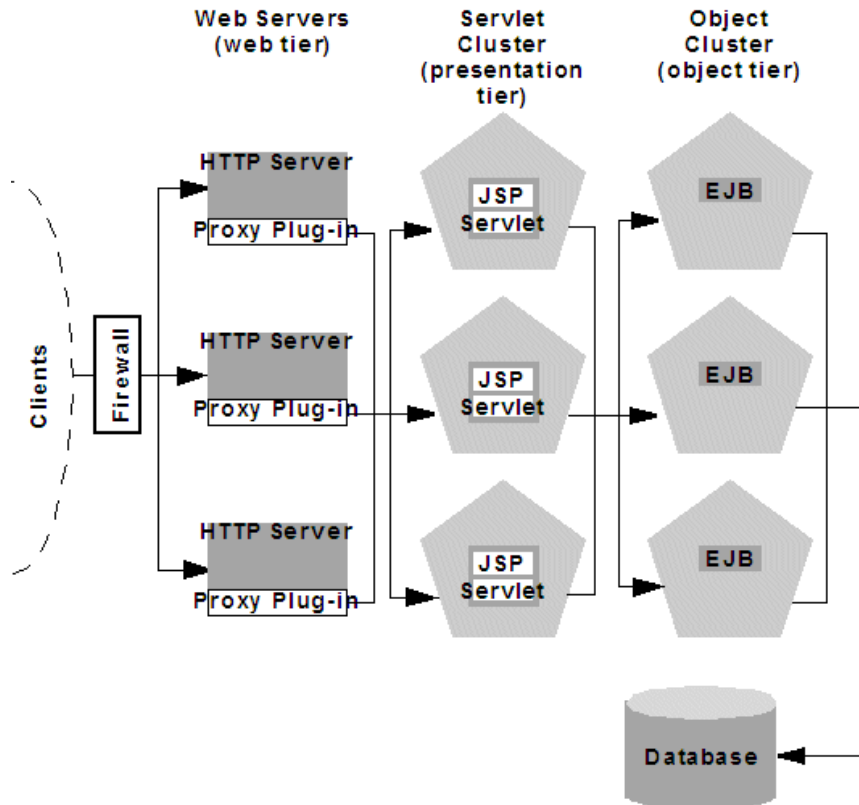 Web Servers
(web tier)
Servlet
Cluster
(presentation
tier)
Object
Cluster
(object tier)
Clients
Firewall
HTTP Server
Proxy Plug-in
JSP
Servlet
EJB
HTTP Server
Proxy Plug-in
JSP
Servlet
EJB
HTTP Server
Proxy Plug-in
JSP
Servlet
EJB
Database